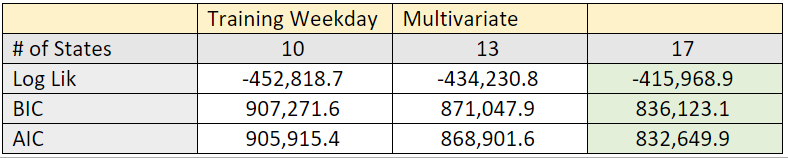 Training Weekday Multivariate
# of States 10 13 17
Log Lik -452,818.7 -434,230.8 -415,968.9
BIC 907,271.6 871,047.9 836,123.1
AIC 905,915.4 868,901.6 832,649.9